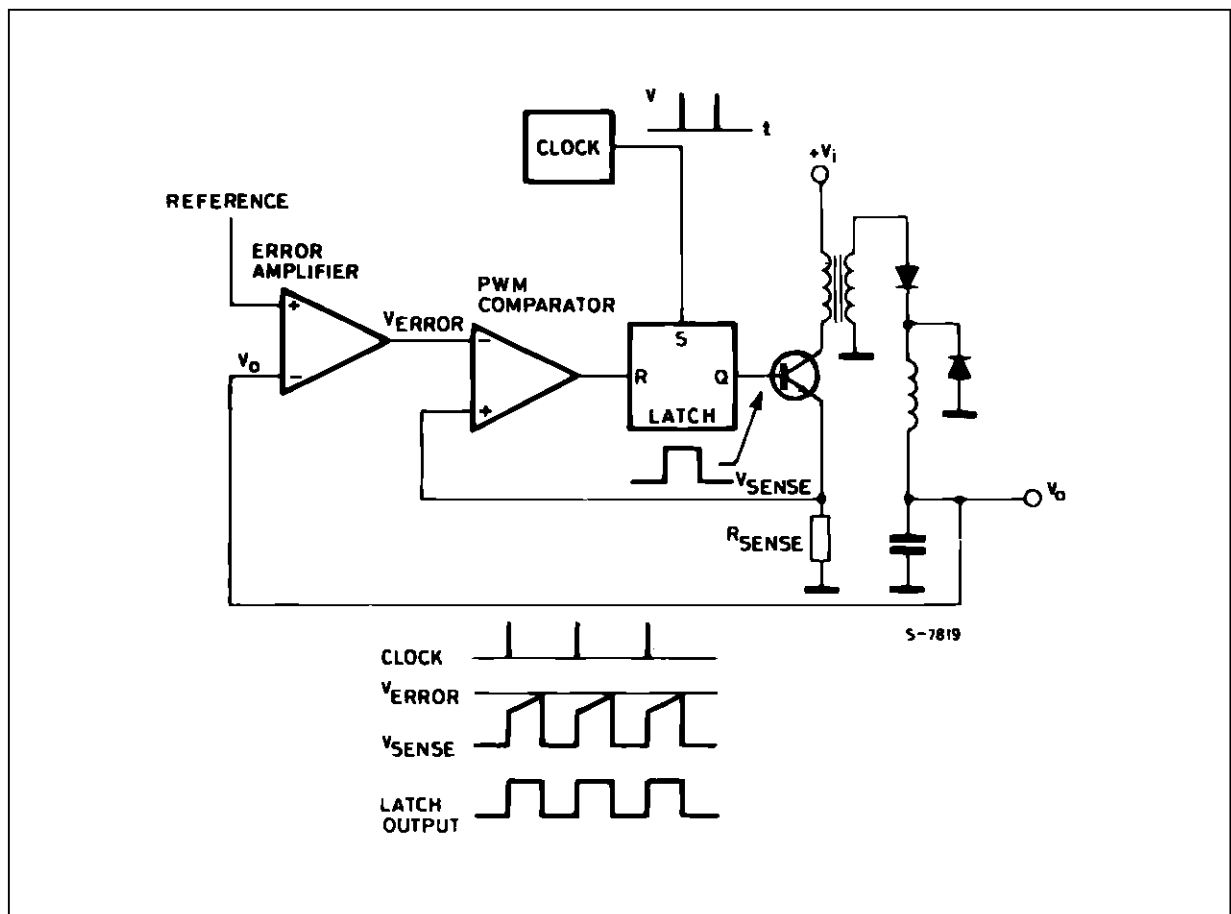 V
t
CLOCK
+Vi
REFERENCE
ERROR
AMPLIFIER
PWM
COMPARATOR
VERROR
+
-
Vo
-
+
S
R
Q
LATCH
VSENSE
RSENSE
Vo
S-7819
CLOCK
VERROR
VSENSE
LATCH
OUTPUT